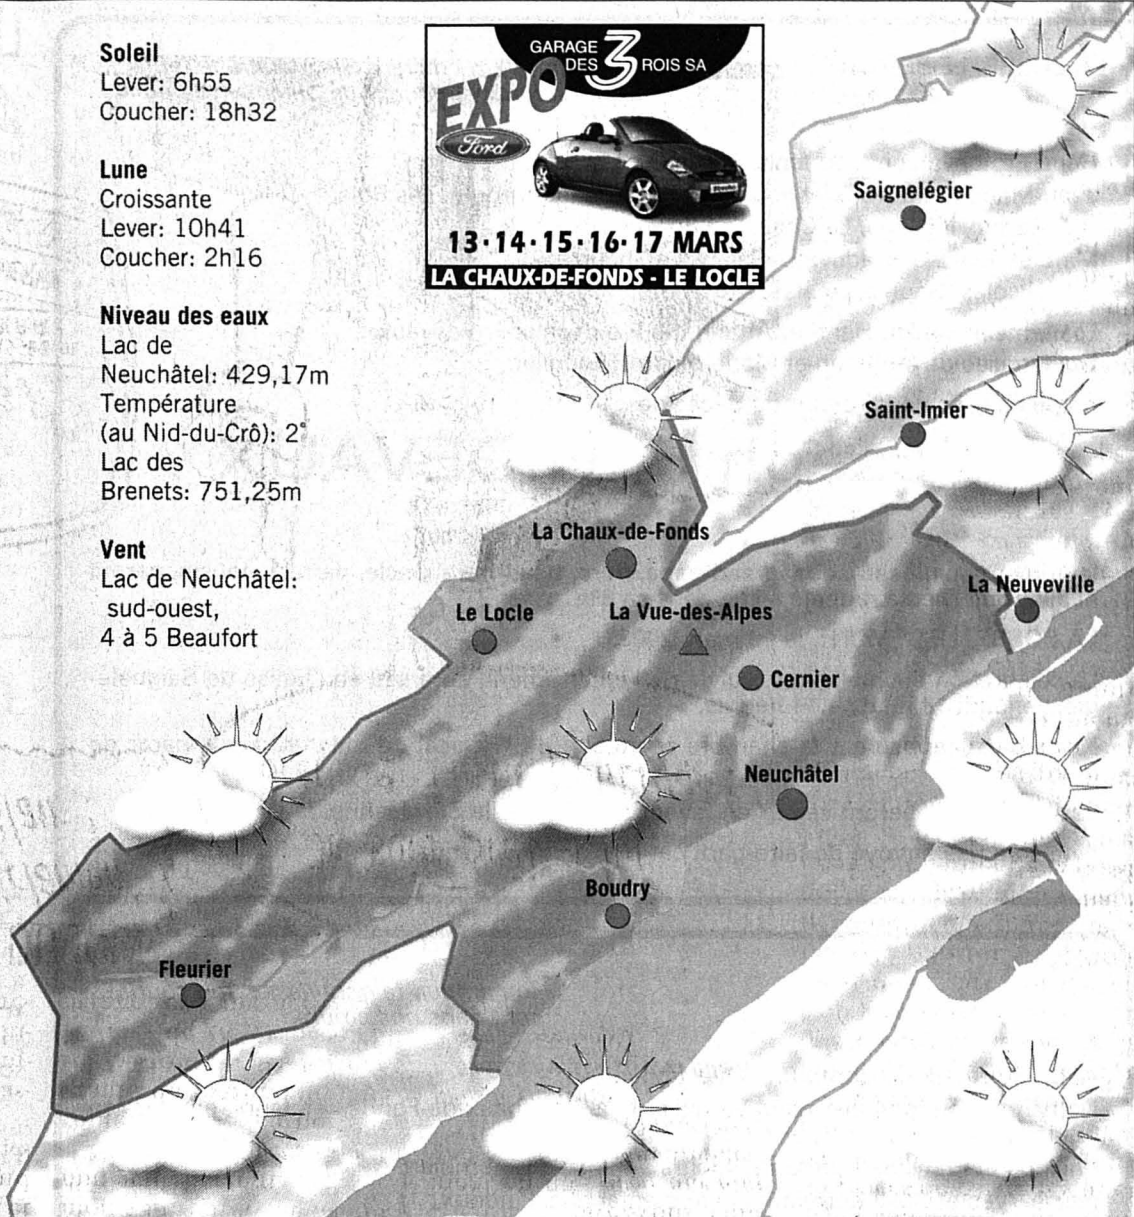 Soleil
Lever: 6h55
Coucher: 18h32
Lune
Croissante
Lever: 10h41
Coucher: 2h16
Niveau des eaux
Lac de
Neuchâtel: 429,17m
Température
(au Nid-du-Crô): 2°
Lac des
Brenets: 751,25m
Vent
Lac de Neuchâtel:
sud-ouest,
4 à 5 Beaufort
GARAGE
DES 3 ROIS SA
EXPO
Ford
13·14·15·16·17 MARS
LA CHAUX-DE-FONDS - LE LOCLE
Saignelégier
Saint-Imier
La Chaux-de-Fonds
La Neuveville
Le Locle
La Vue-des-Alpes
Cernier
Neuchâtel
Boudry
Fleurier